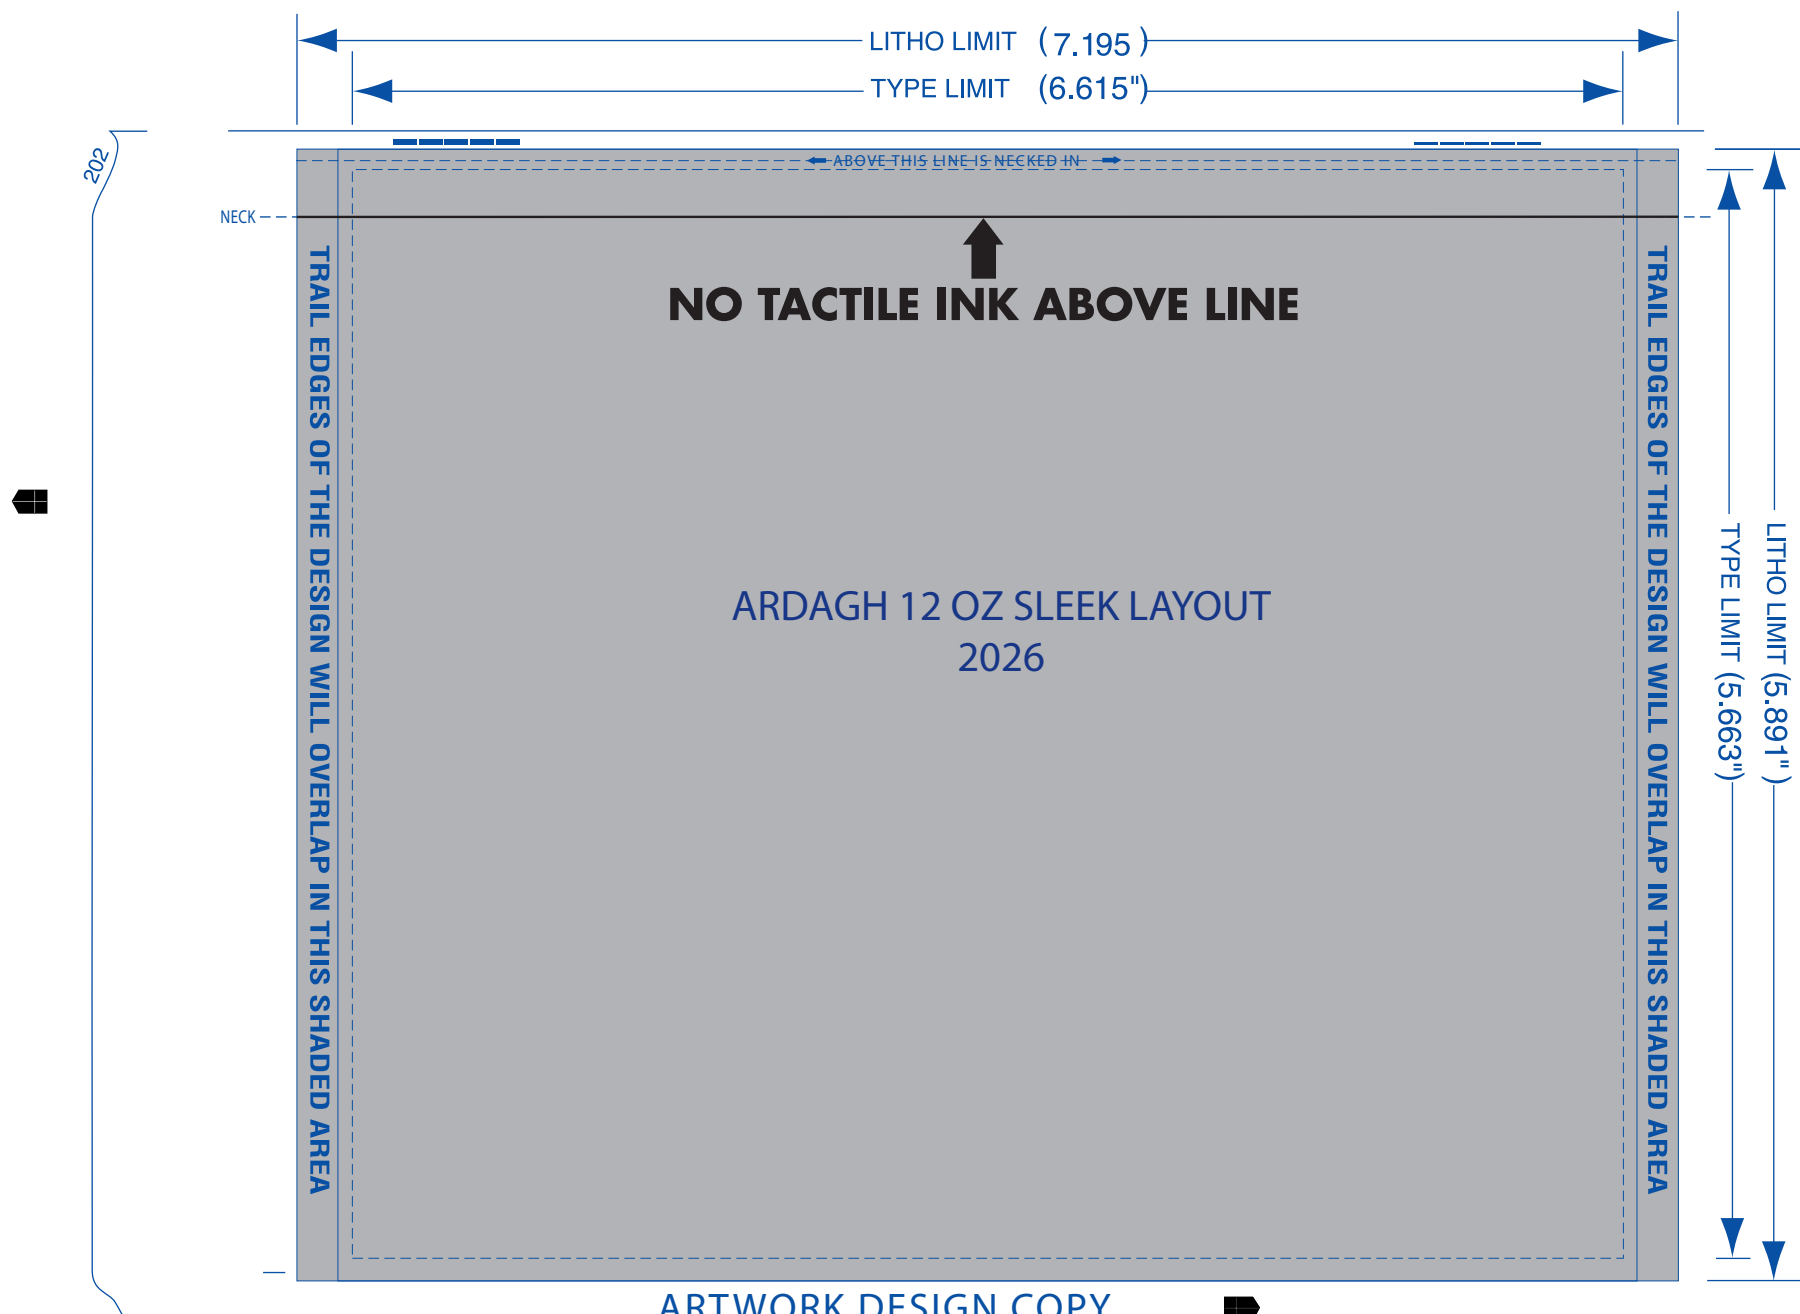 LITHO LIMIT (7.195 )
TYPE LIMIT (6.615")
202
ABOVE THIS LINE IS NECKED IN
NECK
NO TACTILE INK ABOVE LINE
TRAIL EDGES OF THE DESIGN WILL OVERLAP IN THIS SHADED AREA
ARDAGH 12 OZ SLEEK LAYOUT
2026
TRAIL EDGES OF THE DESIGN WILL OVERLAP IN THIS SHADED AREA
TYPE LIMIT (5.663")
LITHO LIMIT (5.891" )
ARTWORK DESIGN COPY